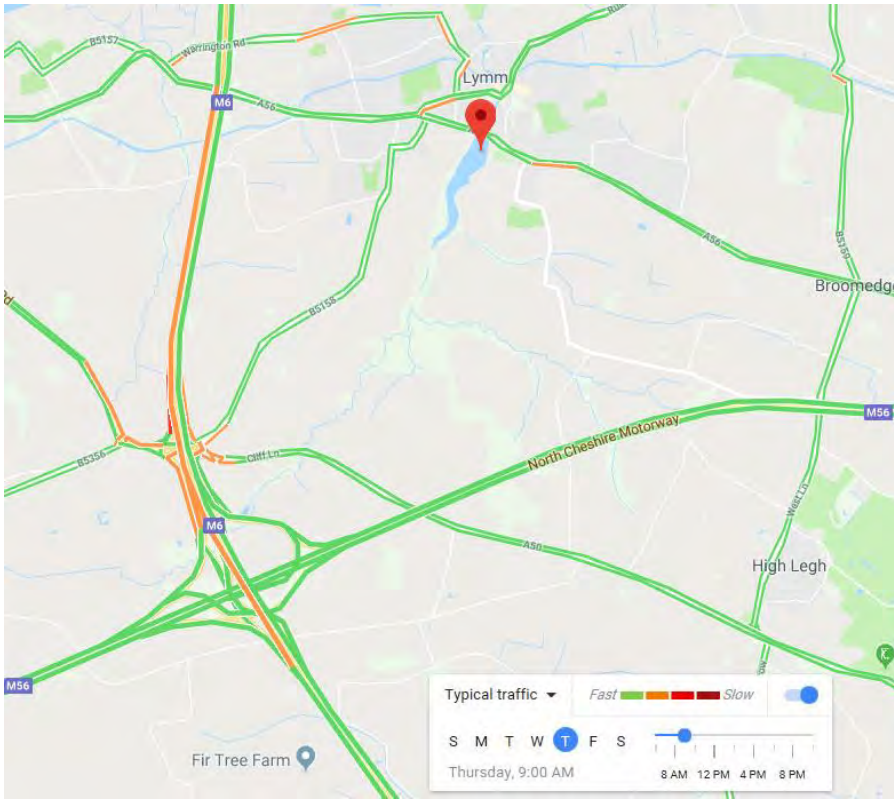 B5157
Warrington Rd
Lymm
M6
A56
B5159
A56
Broomedge
B5158
M56
North Cheshire Motorway
B5356
Cliff Ln
M6
West Ln
A50
High Legh
M56
Typical traffic Fast Slow
S M T W T F S
Thursday, 9:00 AM 8 AM 12 PM 4 PM 8 PM
Fir Tree Farm